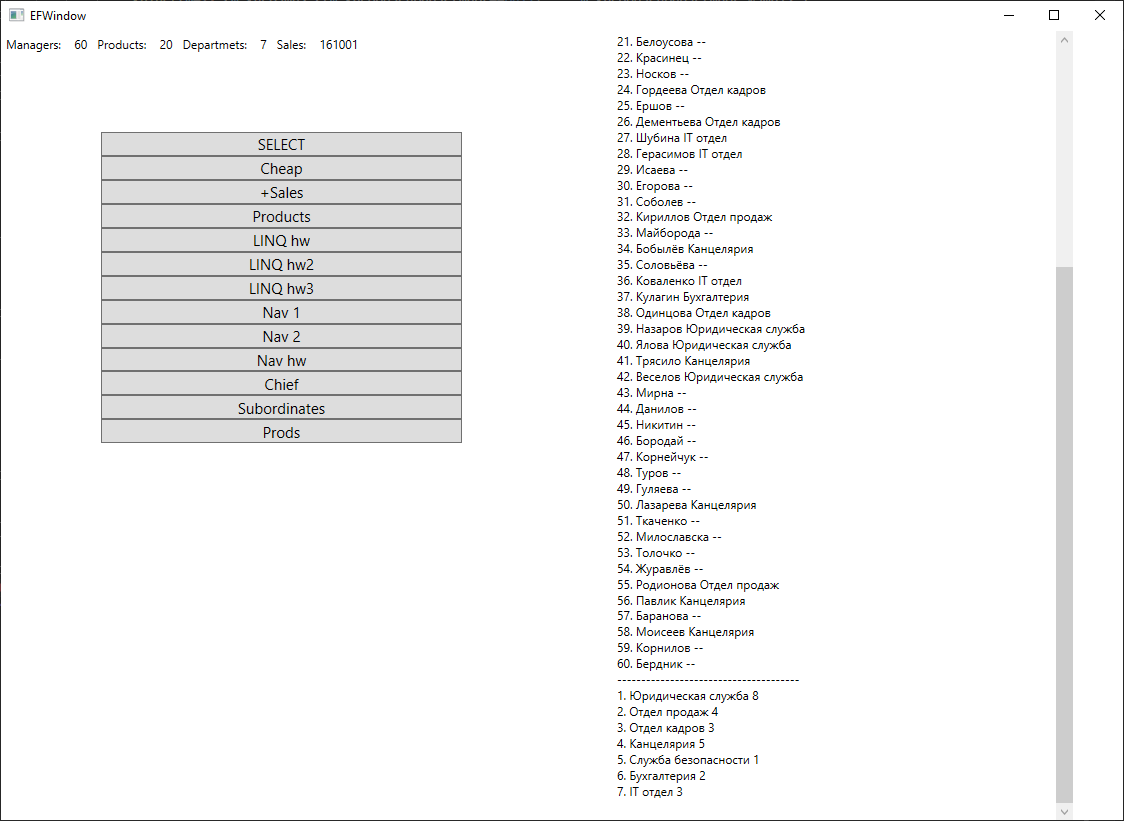 EFWindow
Managers: 60 Products: 20 Departmets: 7 Sales: 161001
SELECT
Cheap
+Sales
Products
LINQ hw
LINQ hw2
LINQ hw3
Nav 1
Nav 2
Nav hw
Chief
Subordinates
Prods
21. Белоусова --
22. Красинец --
23. Носков --
24. Гордеева Отдел кадров
25. Ершов --
26. Дементьева Отдел кадров
27. Шубина IT отдел
28. Герасимов IT отдел
29. Исаева --
30. Егорова --
31. Соболев --
32. Кириллов Отдел продаж
33. Майборода --
34. Бобылёв Канцелярия
35. Соловьёва --
36. Коваленко IT отдел
37. Кулагин Бухгалтерия
38. Одинцова Отдел кадров
39. Назаров Юридическая служба
40. Ялова Юридическая служба
41. Трясило Канцелярия
42. Веселов Юридическая служба
43. Мирна --
44. Данилов --
45. Никитин --
46. Бородай --
47. Корнейчук --
48. Туров --
49. Гуляева --
50. Лазарева Канцелярия
51. Ткаченко --
52. Милославска --
53. Толочко --
54. Журавлёв --
55. Родионова Отдел продаж
56. Павлик Канцелярия
57. Баранова --
58. Моисеев Канцелярия
59. Корнилов --
60. Бердник --
--------------------------------------
1. Юридическая служба 8
2. Отдел продаж 4
3. Отдел кадров 3
4. Канцелярия 5
5. Служба безопасности 1
6. Бухгалтерия 2
7. IT отдел 3